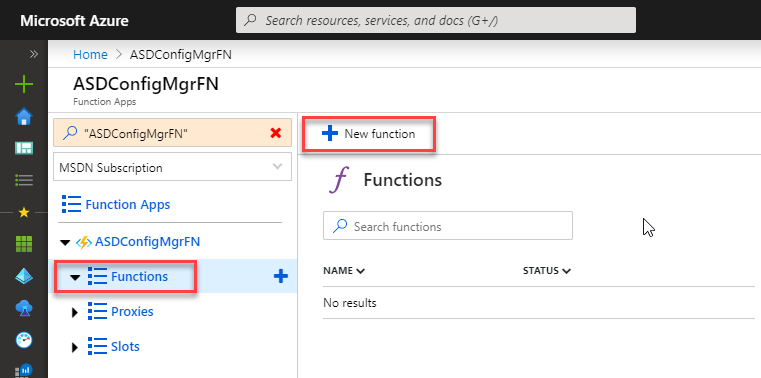 Microsoft Azure
Search resources, services, and docs (G+/)
Home > ASDConfigMgrFN
ASDConfigMgrFN
Function Apps
"ASDConfigMgrFN"
MSDN Subscription
Function Apps
ASDConfigMgrFN
Functions
Proxies
Slots
New function
Functions
Search functions
NAME STATUS
No results